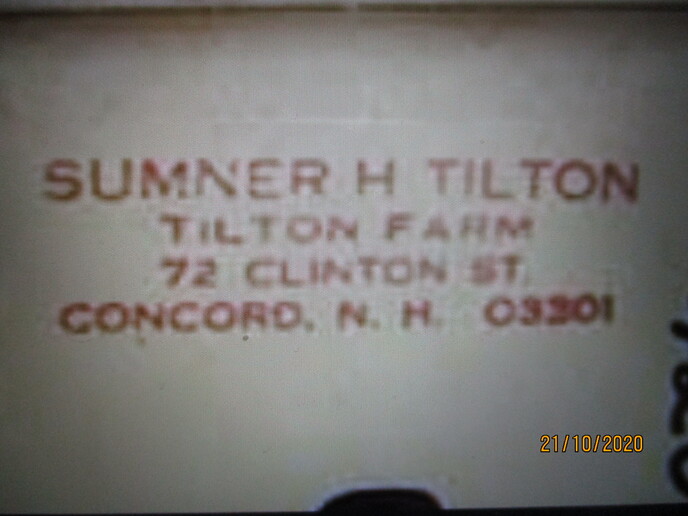 SUMNER H TILTON
TILTON FARM
72 CLINTON ST.
CONCORD, N. H. 03301
21/10/2020